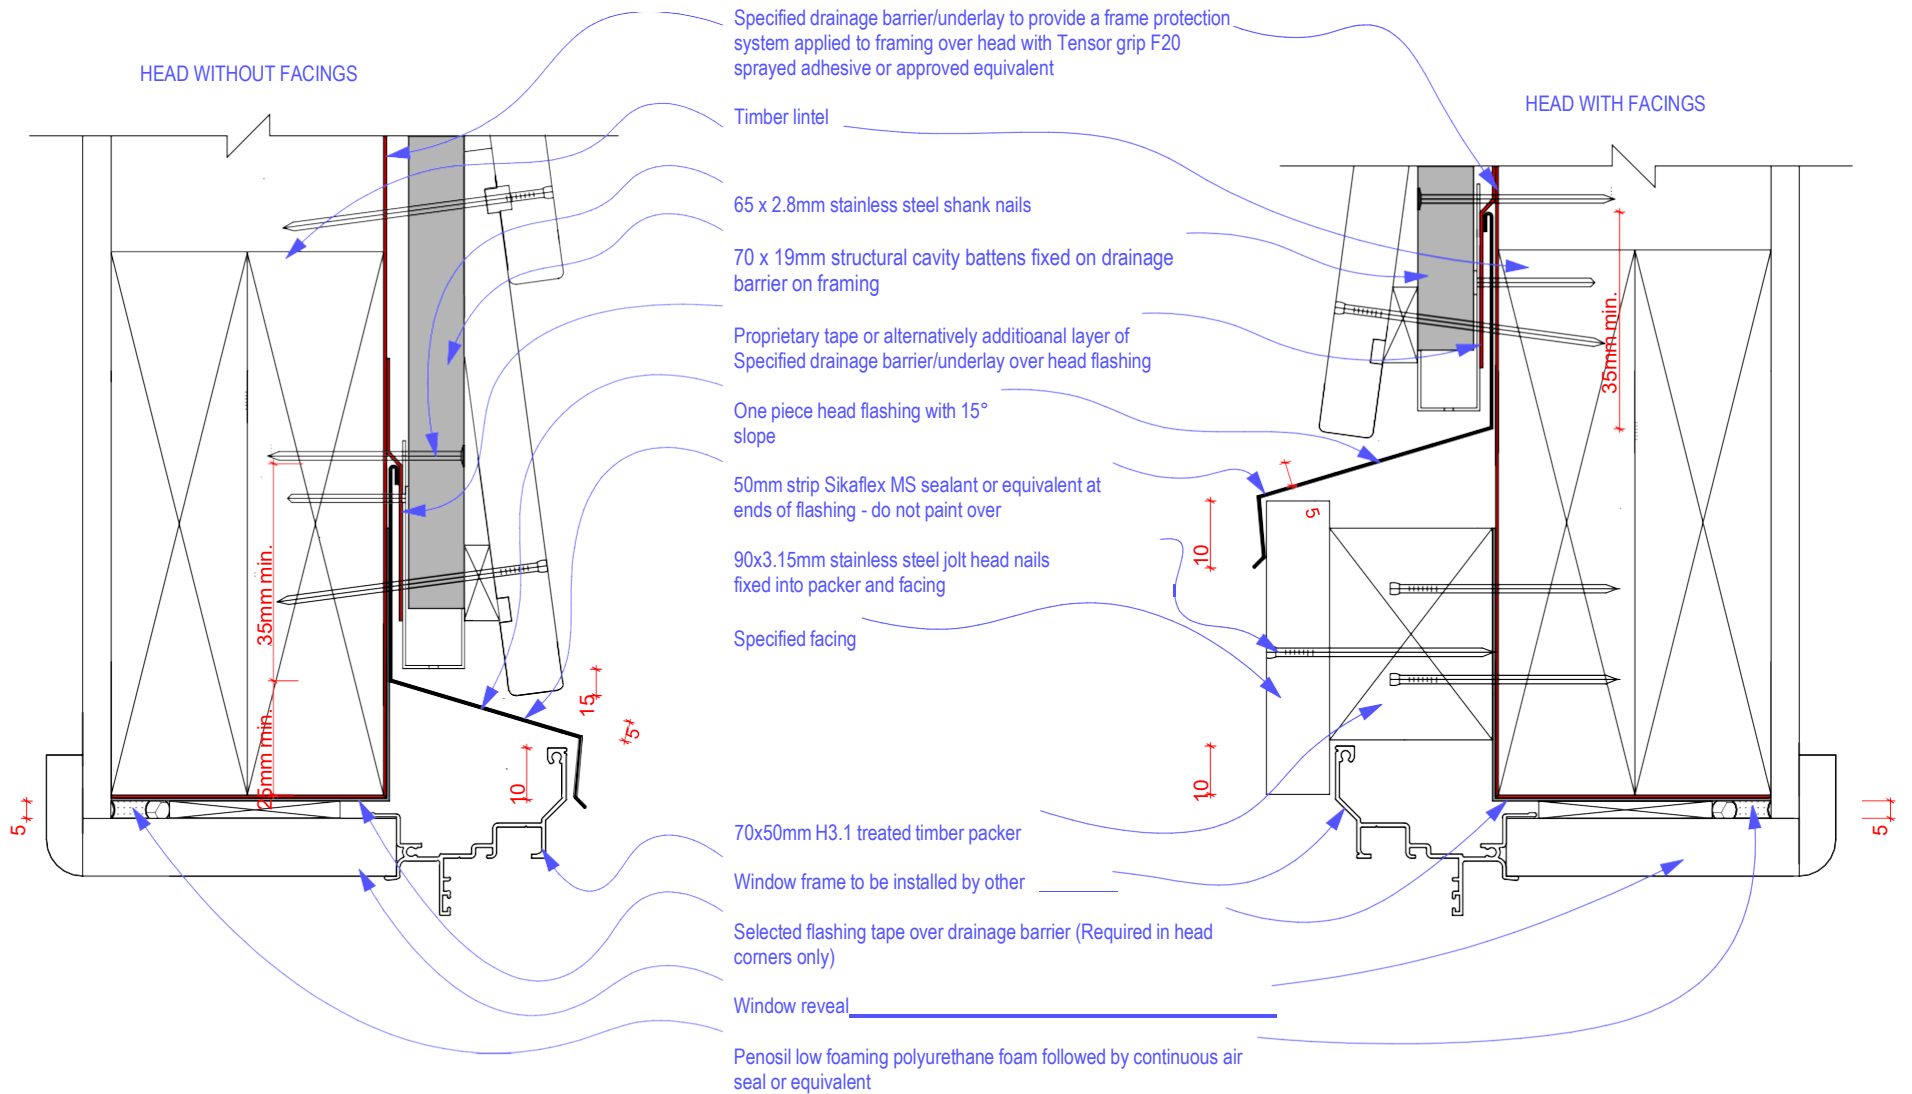 HEAD WITHOUT FACINGS
HEAD WITH FACINGS
Specified drainage barrier/underlay to provide a frame protection
system applied to framing over head with Tensor grip F20
sprayed adhesive or approved equivalent
Timber lintel
65 x 2.8mm stainless steel shank nails
70 x 19mm structural cavity battens fixed on drainage
barrier on framing
Proprietary tape or alternatively additioanal layer of
Specified drainage barrier/underlay over head flashing
One piece head flashing with 15°
slope
50mm strip Sikaflex MS sealant or equivalent at
ends of flashing - do not paint over
90x3.15mm stainless steel jolt head nails
fixed into packer and facing
Specified facing
70x50mm H3.1 treated timber packer
Window frame to be installed by other
Selected flashing tape over drainage barrier (Required in head
corners only)
Window reveal
Penosil low foaming polyurethane foam followed by continuous air
seal or equivalent
35mm min.
25mm min.
15
5
10
5
35mm min.
5
10
10
5